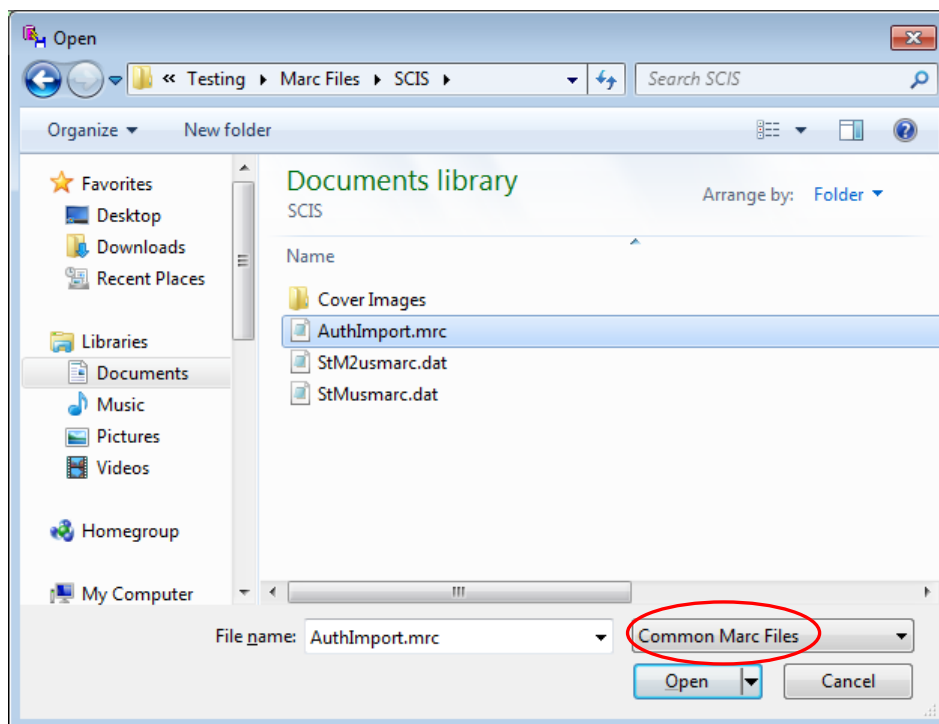 Open
« Testing ▸ Marc Files ▸ SCIS ▸
Search SCIS
Organize
New folder
Favorites
Desktop
Downloads
Recent Places
Libraries
Documents
Music
Pictures
Videos
Homegroup
My Computer
Documents library
SCIS
Arrange by: Folder
Name
Cover Images
AuthImport.mrc
StM2usmarc.dat
StMusmarc.dat
File name: AuthImport.mrc
Common Marc Files
Open
Cancel